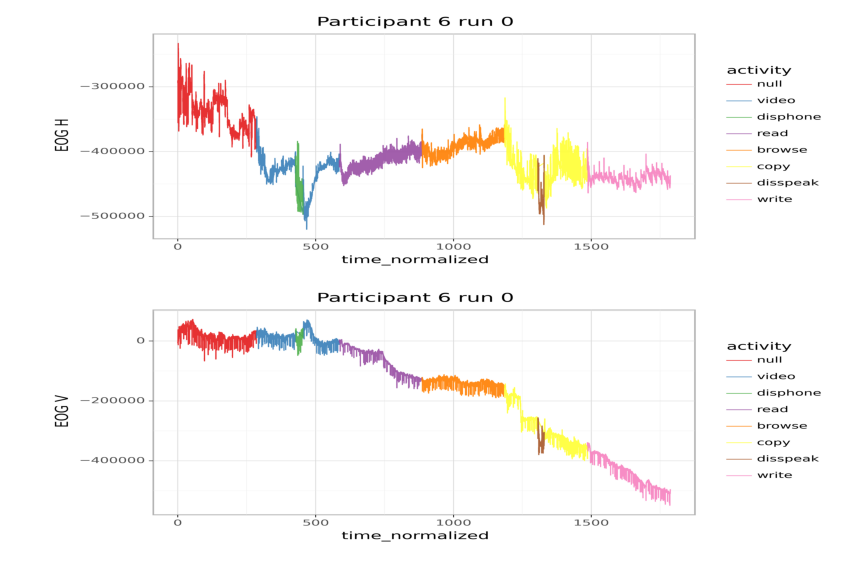 Participant 6 run 0
EOG H
−300000
−400000
−500000
0 500 1000 1500
time_normalized
activity
null
video
disphone
read
browse
copy
disspeak
write
Participant 6 run 0
EOG V
0
−200000
−400000
0 500 1000 1500
time_normalized
activity
null
video
disphone
read
browse
copy
disspeak
write